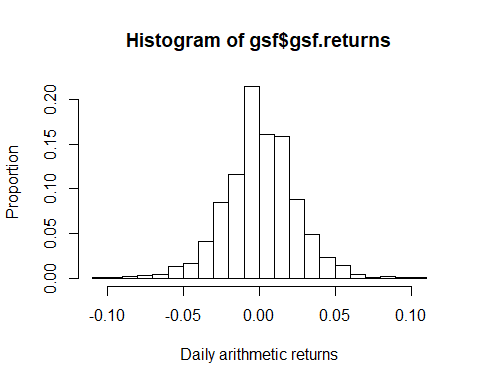 Histogram of gsf$gsf.returns
Proportion
0.20
0.15
0.10
0.05
0.00
-0.10 -0.05 0.00 0.05 0.10
Daily arithmetic returns